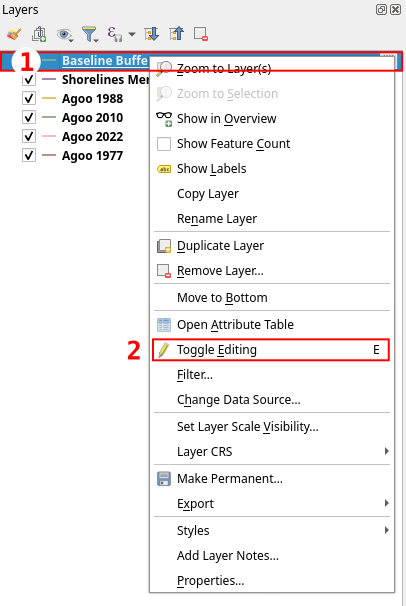 Layers
1
Baseline Buffe
Shorelines Mer
Agoo 1988
Agoo 2010
Agoo 2022
Agoo 1977
Zoom to Layer(s)
Zoom to Selection
Show in Overview
Show Feature Count
abc Show Labels
Copy Layer
Rename Layer
Duplicate Layer
Remove Layer...
Move to Bottom
Open Attribute Table
2 Toggle Editing E
Filter...
Change Data Source...
Set Layer Scale Visibility...
Layer CRS
Make Permanent...
Export
Styles
Add Layer Notes...
Properties...